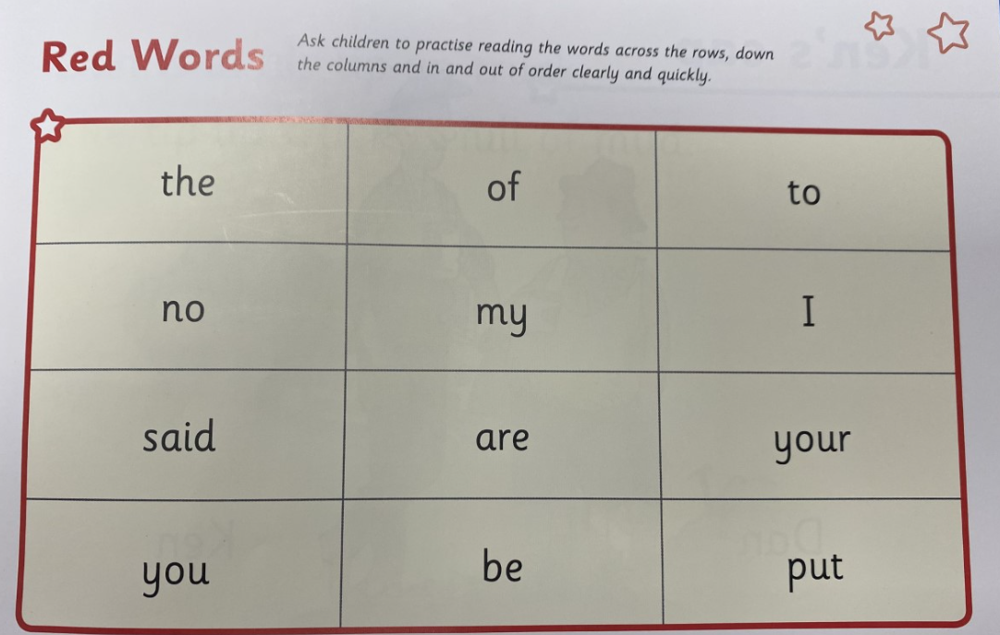 Red Words
Ask children to practise reading the words across the rows, down
the columns and in and out of order clearly and quickly.
the of to
no my I
said are your
you be put